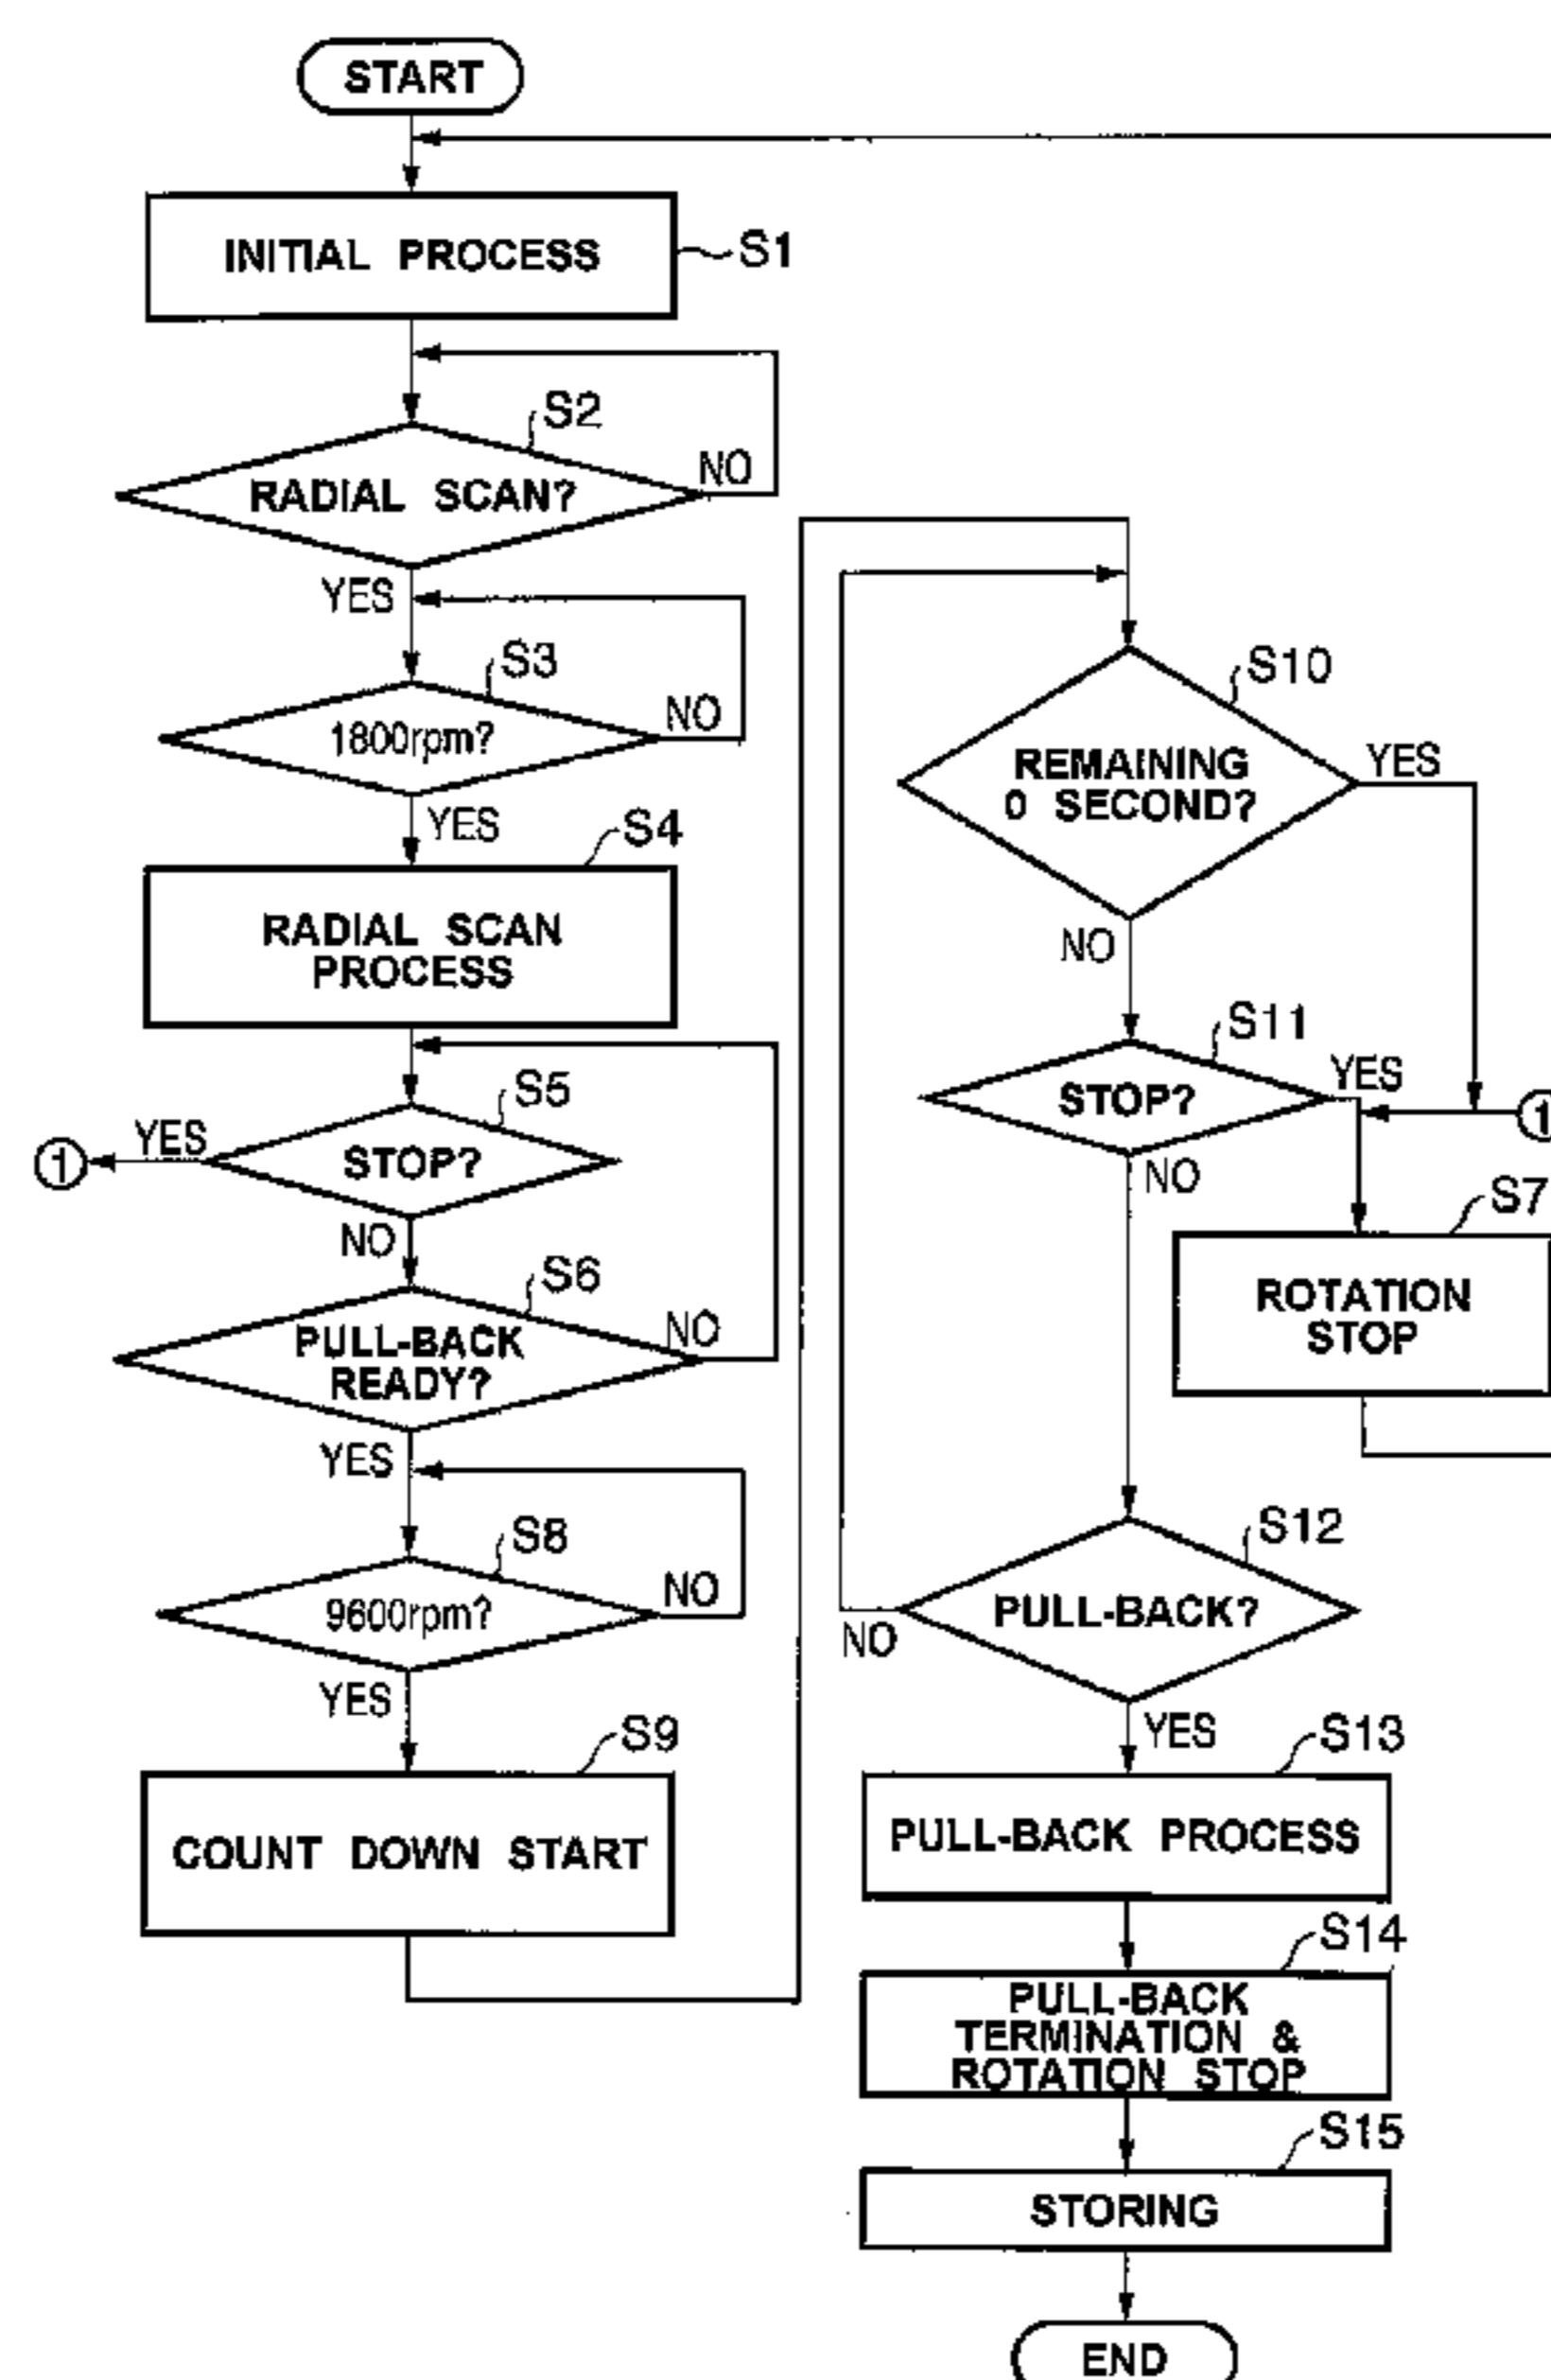 START
INITIAL PROCESS
S1
S2
RADIAL SCAN?
NO
YES
S3
1800rpm?
NO
YES
S4
RADIAL SCAN
PROCESS
S5
STOP?
YES
1
NO
S6
PULL-BACK
READY?
NO
YES
S8
9600rpm?
NO
YES
S9
COUNT DOWN START
S10
REMAINING
0 SECOND?
YES
NO
S11
STOP?
YES
1
NO
S7
ROTATION
STOP
S12
PULL-BACK?
NO
YES
S13
PULL-BACK PROCESS
S14
PULL-BACK
TERMINATION &
ROTATION STOP
S15
STORING
END